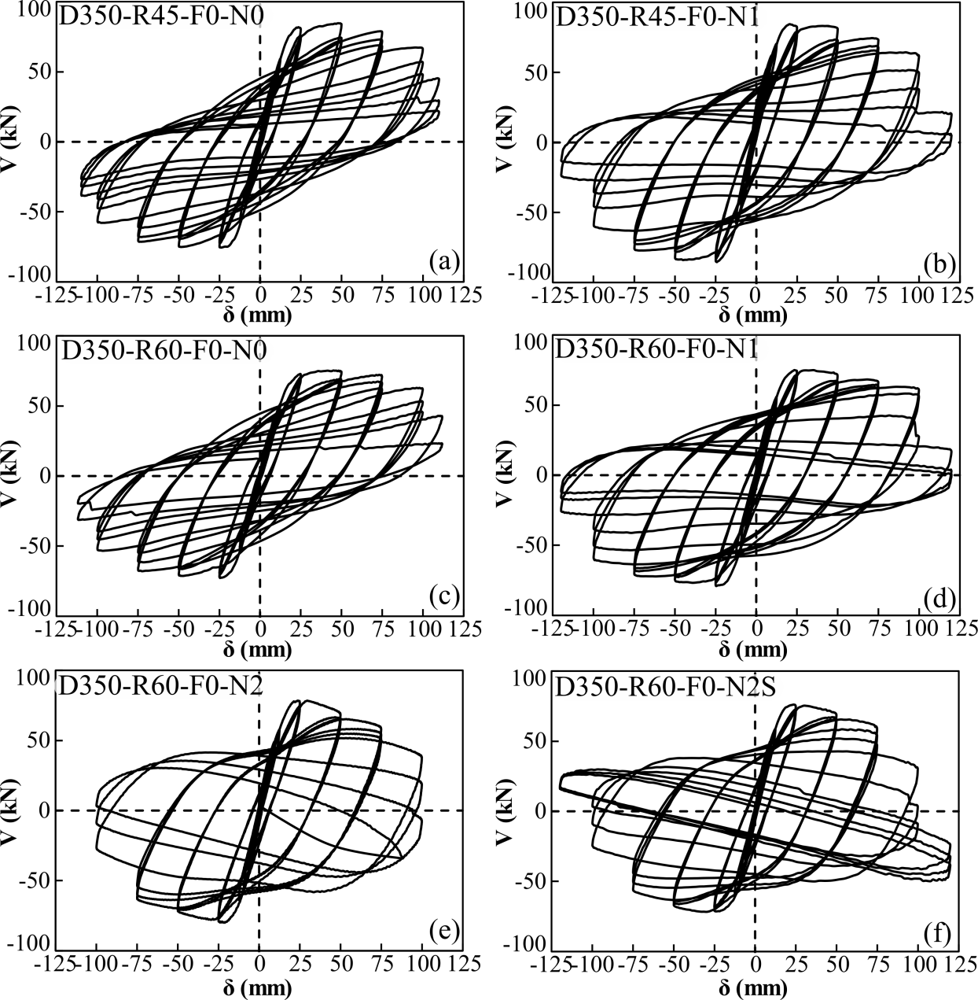 D350-R45-F0-N0
100
50
0
-50
-100
V (kN)
-125 -100 -75 -50 -25 0 25 50 75 100 125
δ (mm)
(a)
D350-R45-F0-N1
100
50
0
-50
-100
V (kN)
-125 -100 -75 -50 -25 0 25 50 75 100 125
δ (mm)
(b)
D350-R60-F0-N0
100
50
0
-50
-100
V (kN)
-125 -100 -75 -50 -25 0 25 50 75 100 125
δ (mm)
(c)
D350-R60-F0-N1
100
50
0
-50
-100
V (kN)
-125 -100 -75 -50 -25 0 25 50 75 100 125
δ (mm)
(d)
D350-R60-F0-N2
100
50
0
-50
-100
V (kN)
-125 -100 -75 -50 -25 0 25 50 75 100 125
δ (mm)
(e)
D350-R60-F0-N2S
100
50
0
-50
-100
V (kN)
-125 -100 -75 -50 -25 0 25 50 75 100 125
δ (mm)
(f)